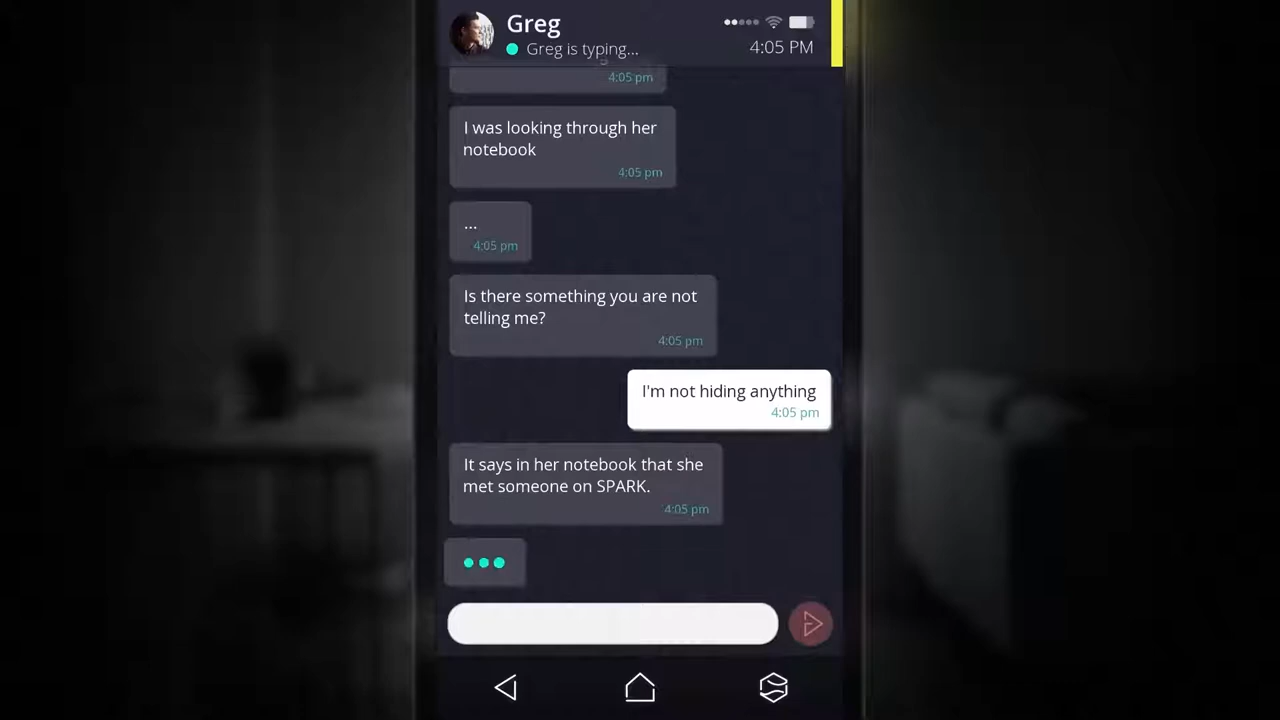 Greg
Greg is typing...
4:05 PM
4:05 pm
I was looking through her
notebook
4:05 pm
...
4:05 pm
Is there something you are not
telling me?
4:05 pm
I'm not hiding anything
4:05 pm
It says in her notebook that she
met someone on SPARK.
4:05 pm